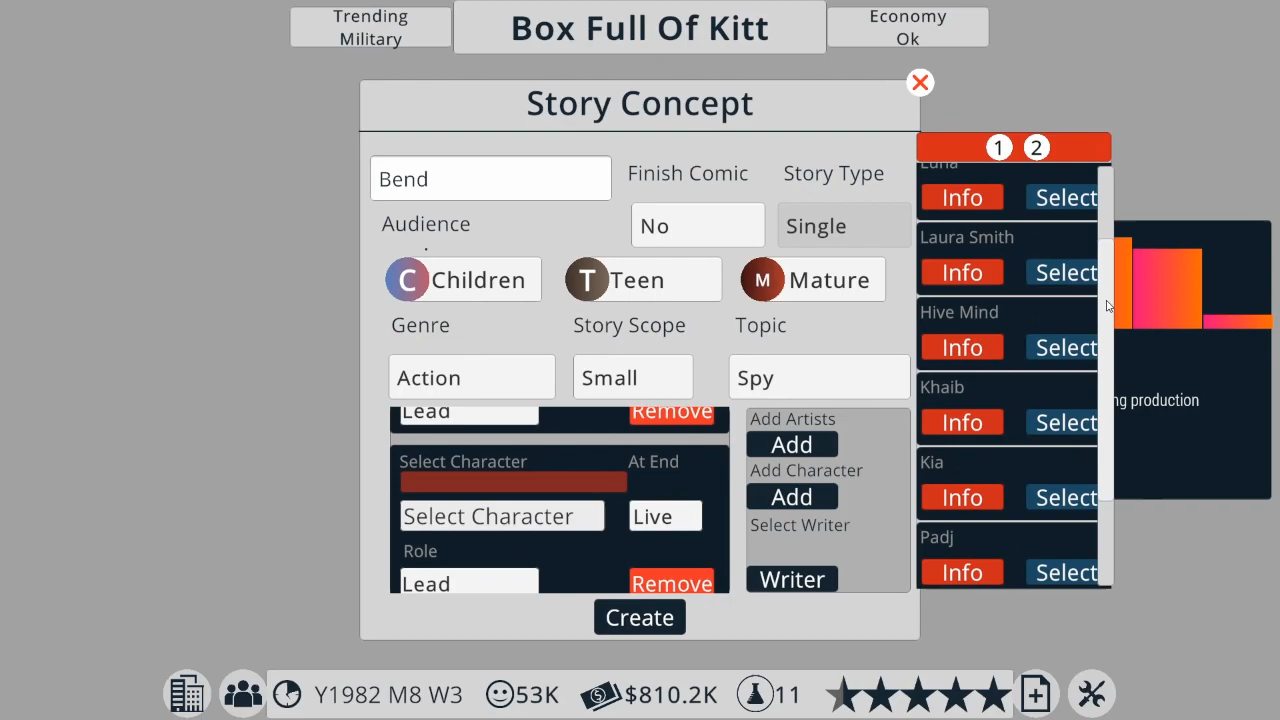 Trending
Military
Box Full Of Kitt
Economy
Ok
Story Concept
1 2
Bend
Finish Comic
Story Type
No
Single
Audience
C Children
T Teen
M Mature
Genre
Story Scope
Topic
Action
Small
Spy
Lead
Remove
Select Character
At End
Select Character
Live
Role
Lead
Remove
Add Artists
Add
Add Character
Add
Select Writer
Writer
Create
Luna
Info Select
Laura Smith
Info Select
Hive Mind
Info Select
Khaib
Info Select
Kia
Info Select
Padj
Info Select
ng production
Y1982 M8 W3
53K
$810.2K
11